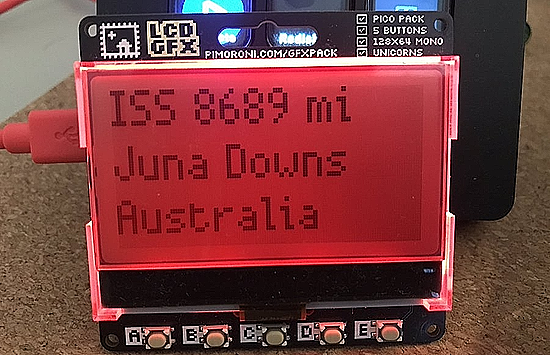 LCD
GFX
PIMORONI.COM/GFXPACK
PICO PACK
5 BUTTONS
128X64 MONO
UNICORNS
ISS 8689 mi
Juna Downs
Australia
A B C D E